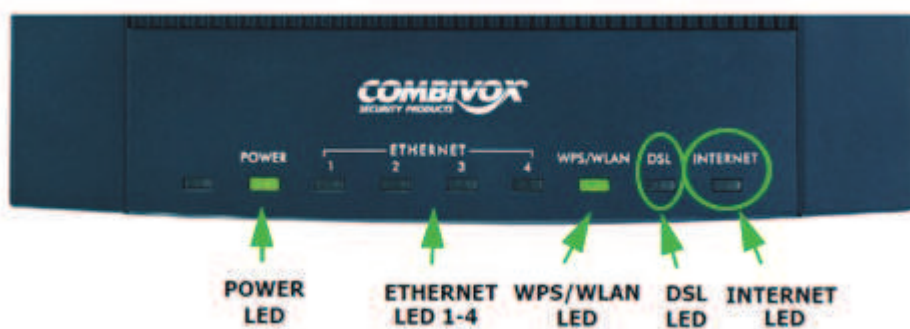 COMBIVOX
SECURITY PRODUCTS
POWER
ETHERNET
WPS/WLAN DSL INTERNET
1 2 3 4
POWER
LED
ETHERNET
LED 1-4
WPS/WLAN
LED
DSL
LED
INTERNET
LED